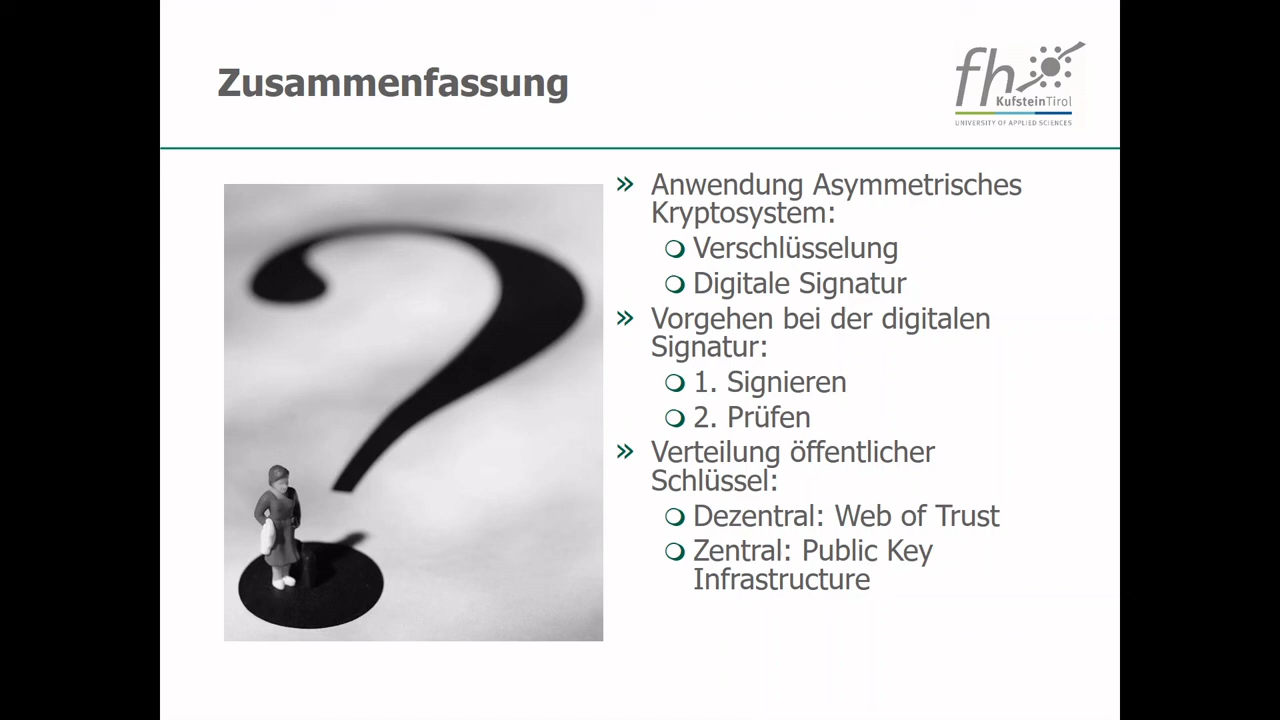 Zusammenfassung
fh
KufsteinTirol
UNIVERSITY OF APPLIED SCIENCES
» Anwendung Asymmetrisches
Kryptosystem:
Verschlüsselung
Digitale Signatur
» Vorgehen bei der digitalen
Signatur:
1. Signieren
2. Prüfen
» Verteilung öffentlicher
Schlüssel:
Dezentral: Web of Trust
Zentral: Public Key
Infrastructure